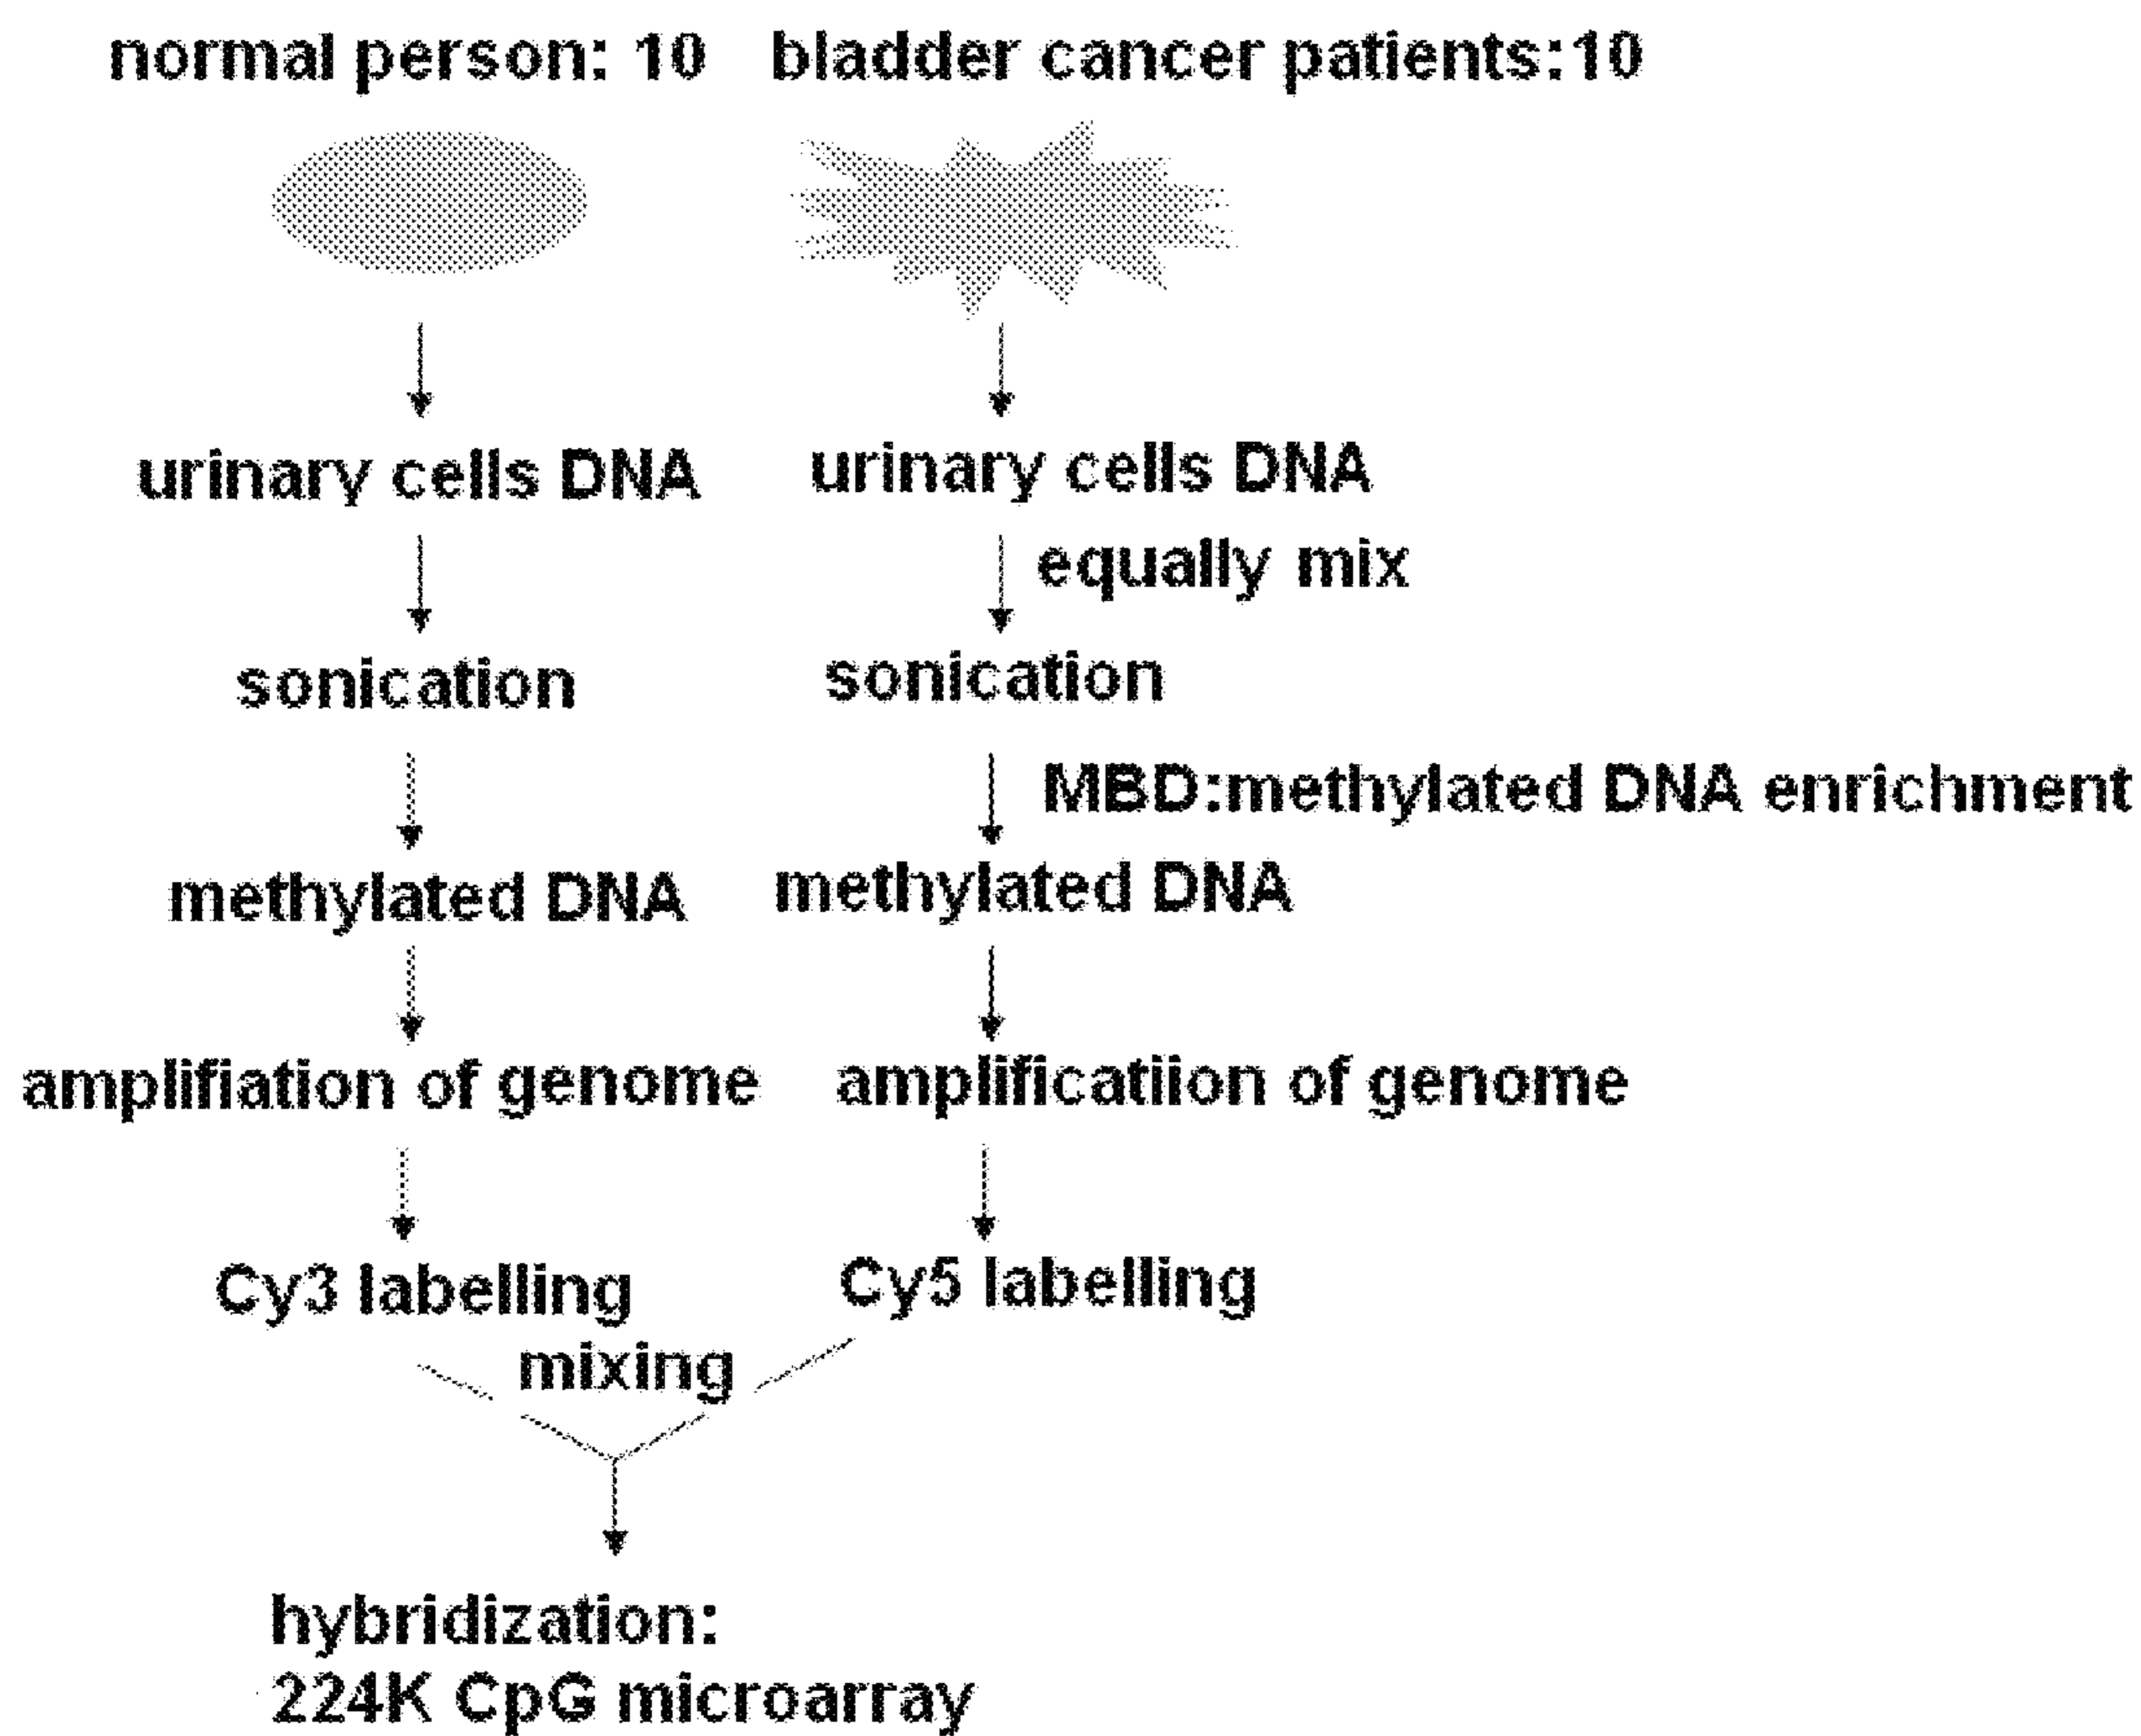 normal person: 10
bladder cancer patients:10
urinary cells DNA
urinary cells DNA
equally mix
sonication
sonication
MBD:methylated DNA enrichment
methylated DNA
methylated DNA
amplifiation of genome
amplificatiion of genome
Cy3 labelling
Cy5 labelling
mixing
hybridization:
224K CpG microarray